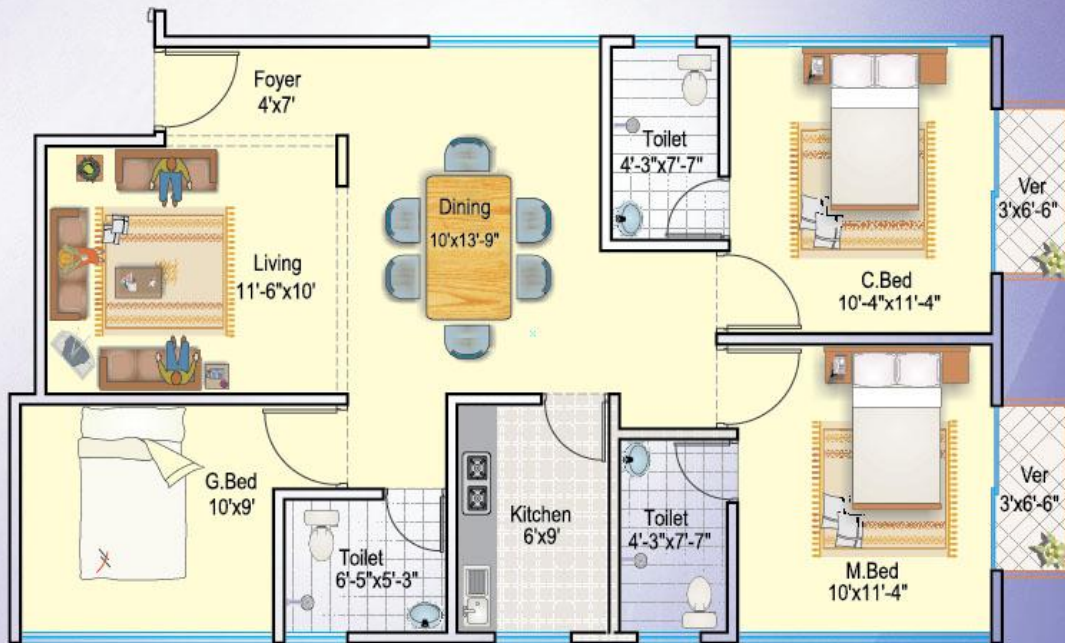 Foyer
4'x7'
Toilet
4'-3"x7'-7"
Ver
3'x6'-6"
Dining
10'x13'-9"
Living
11'-6"x10'
C.Bed
10'-4"x11'-4"
G.Bed
10'x9'
Kitchen
6'x9'
Toilet
4'-3"x7'-7"
Ver
3'x6'-6"
Toilet
6'-5"x5'-3"
M.Bed
10'x11'-4"